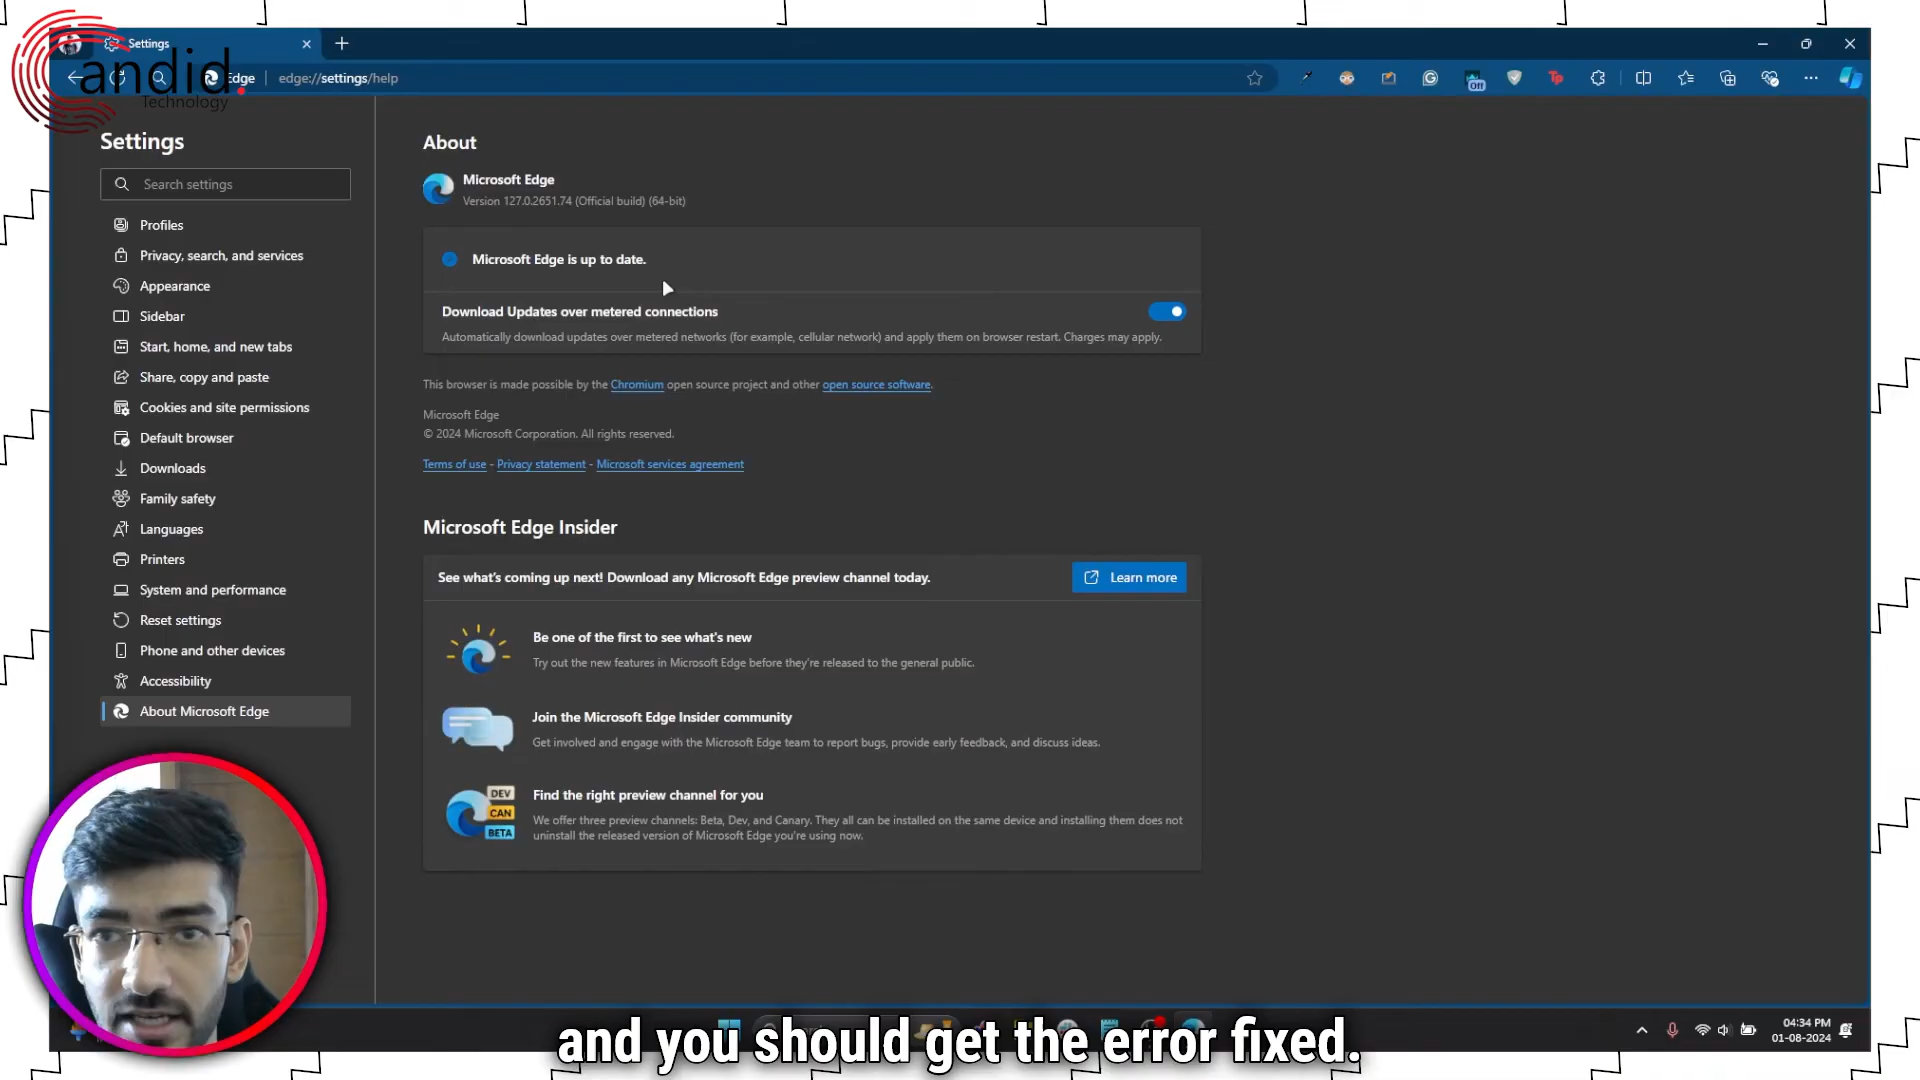 Settings
andid.
Technology
Edge
edge://settings/help
Off
Tp
Settings
Search settings
Profiles
Privacy, search, and services
Appearance
Sidebar
Start, home, and new tabs
Share, copy and paste
Cookies and site permissions
Default browser
Downloads
Family safety
Languages
Printers
System and performance
Reset settings
Phone and other devices
Accessibility
About Microsoft Edge
About
Microsoft Edge
Version 127.0.2651.74 (Official build) (64-bit)
Microsoft Edge is up to date.
Download Updates over metered connections
Automatically download updates over metered networks (for example, cellular network) and apply them on browser restart. Charges may apply.
This browser is made possible by the Chromium open source project and other open source software.
Microsoft Edge
© 2024 Microsoft Corporation. All rights reserved.
Terms of use - Privacy statement - Microsoft services agreement
Microsoft Edge Insider
See what's coming up next! Download any Microsoft Edge preview channel today.
Learn more
Be one of the first to see what's new
Try out the new features in Microsoft Edge before they're released to the general public.
Join the Microsoft Edge Insider community
Get involved and engage with the Microsoft Edge team to report bugs, provide early feedback, and discuss ideas.
DEV
CAN
BETA
Find the right preview channel for you
We offer three preview channels: Beta, Dev, and Canary. They all can be installed on the same device and installing them does not
uninstall the released version of Microsoft Edge you're using now.
and you should get the error fixed.
04:34 PM
01-08-2024